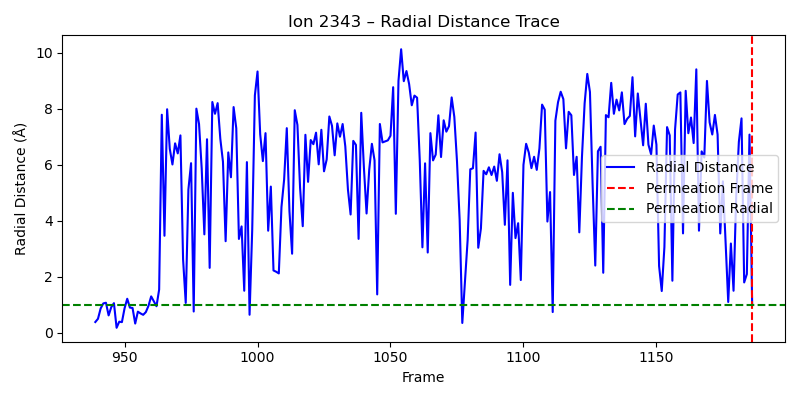 Ion 2343 – Radial Distance Trace
Radial Distance (Å)
10
8
6
4
2
0
Radial Distance
Permeation Frame
Permeation Radial
950
1000
1050
1100
1150
Frame